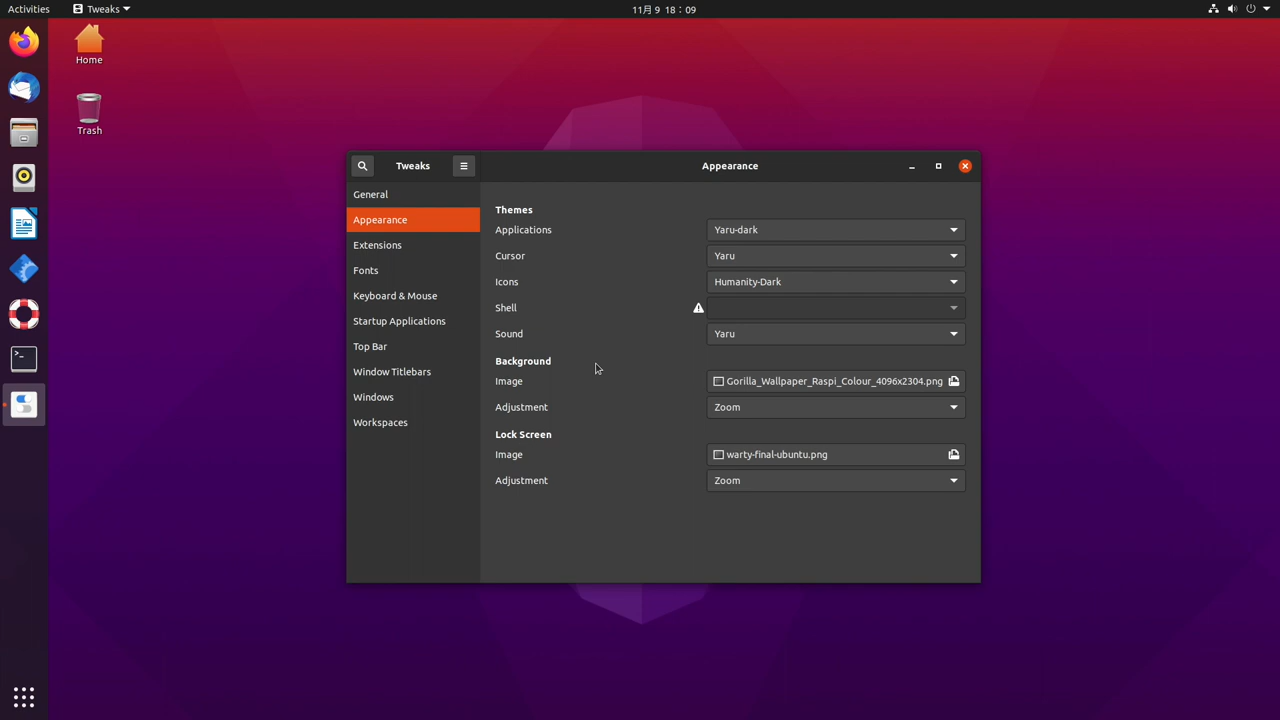 Activities
Tweaks
11月 9 18：09
Home
Trash
Tweaks
Appearance
General
Appearance
Extensions
Fonts
Keyboard & Mouse
Startup Applications
Top Bar
Window Titlebars
Windows
Workspaces
Themes
Applications
Yaru-dark
Cursor
Yaru
Icons
Humanity-Dark
Shell
Sound
Yaru
Background
Image
Gorilla_Wallpaper_Raspi_Colour_4096x2304.png
Adjustment
Zoom
Lock Screen
Image
warty-final-ubuntu.png
Adjustment
Zoom